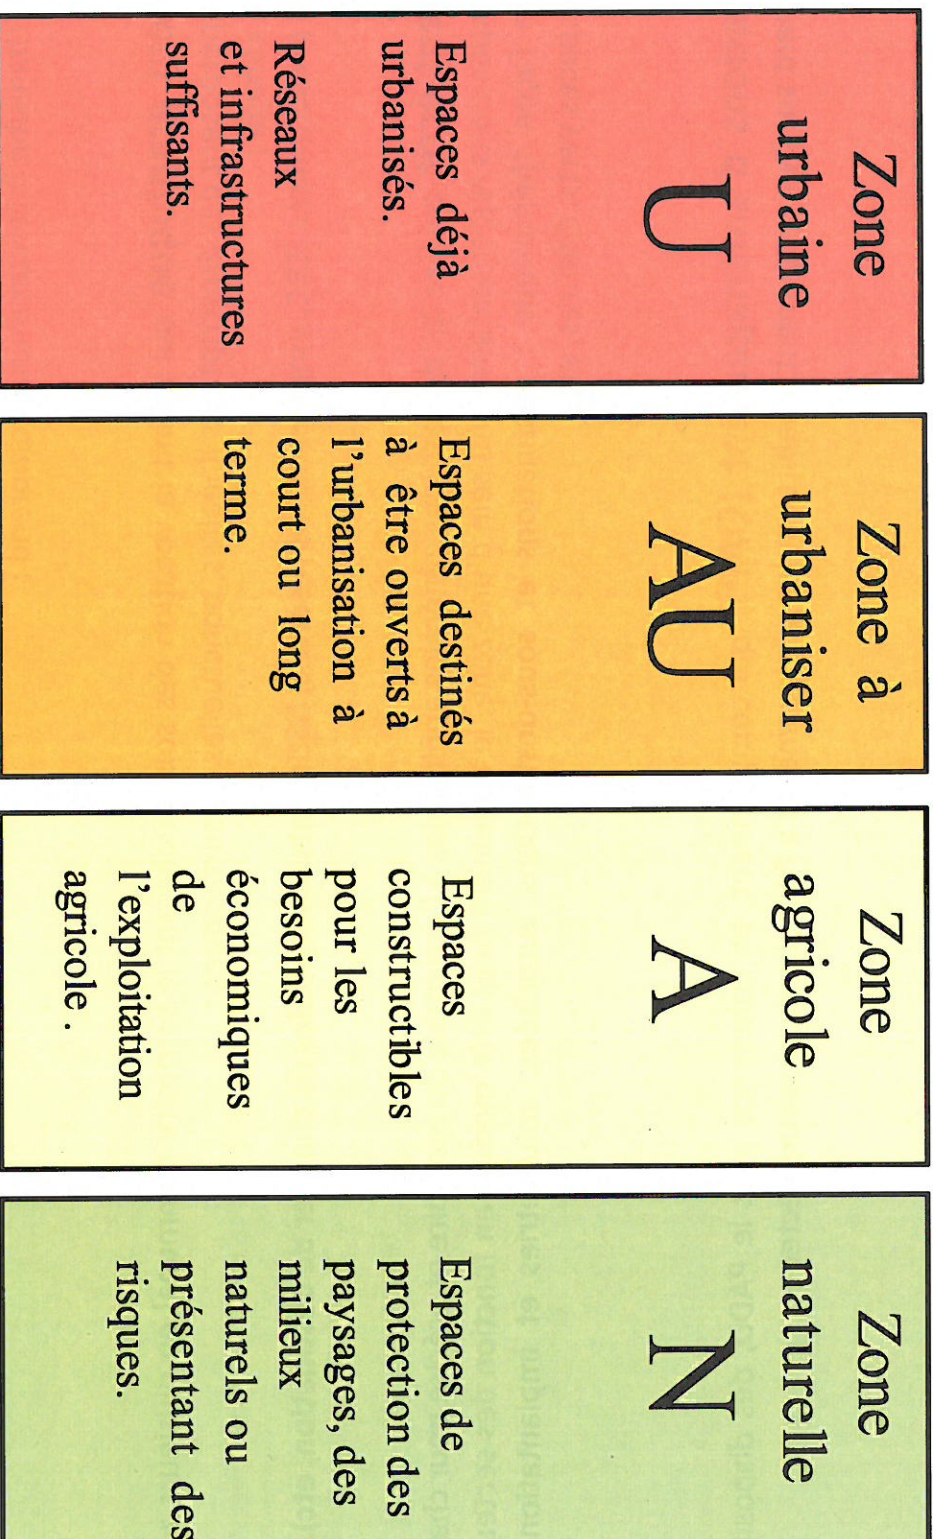 Zone
urbaine
U
Espaces déjà
urbanisés.
Réseaux
et infrastructures
suffisants.
Zone à
urbaniser
AU
Espaces destinés
à être ouverts à
l'urbanisation à
court ou long
terme.
Zone
agricole
A
Espaces
constructibles
pour les
besoins
économiques
de
l'exploitation
agricole .
Zone
naturelle
N
Espaces de
protection des
paysages, des
milieux
naturels ou
présentant des
risques.